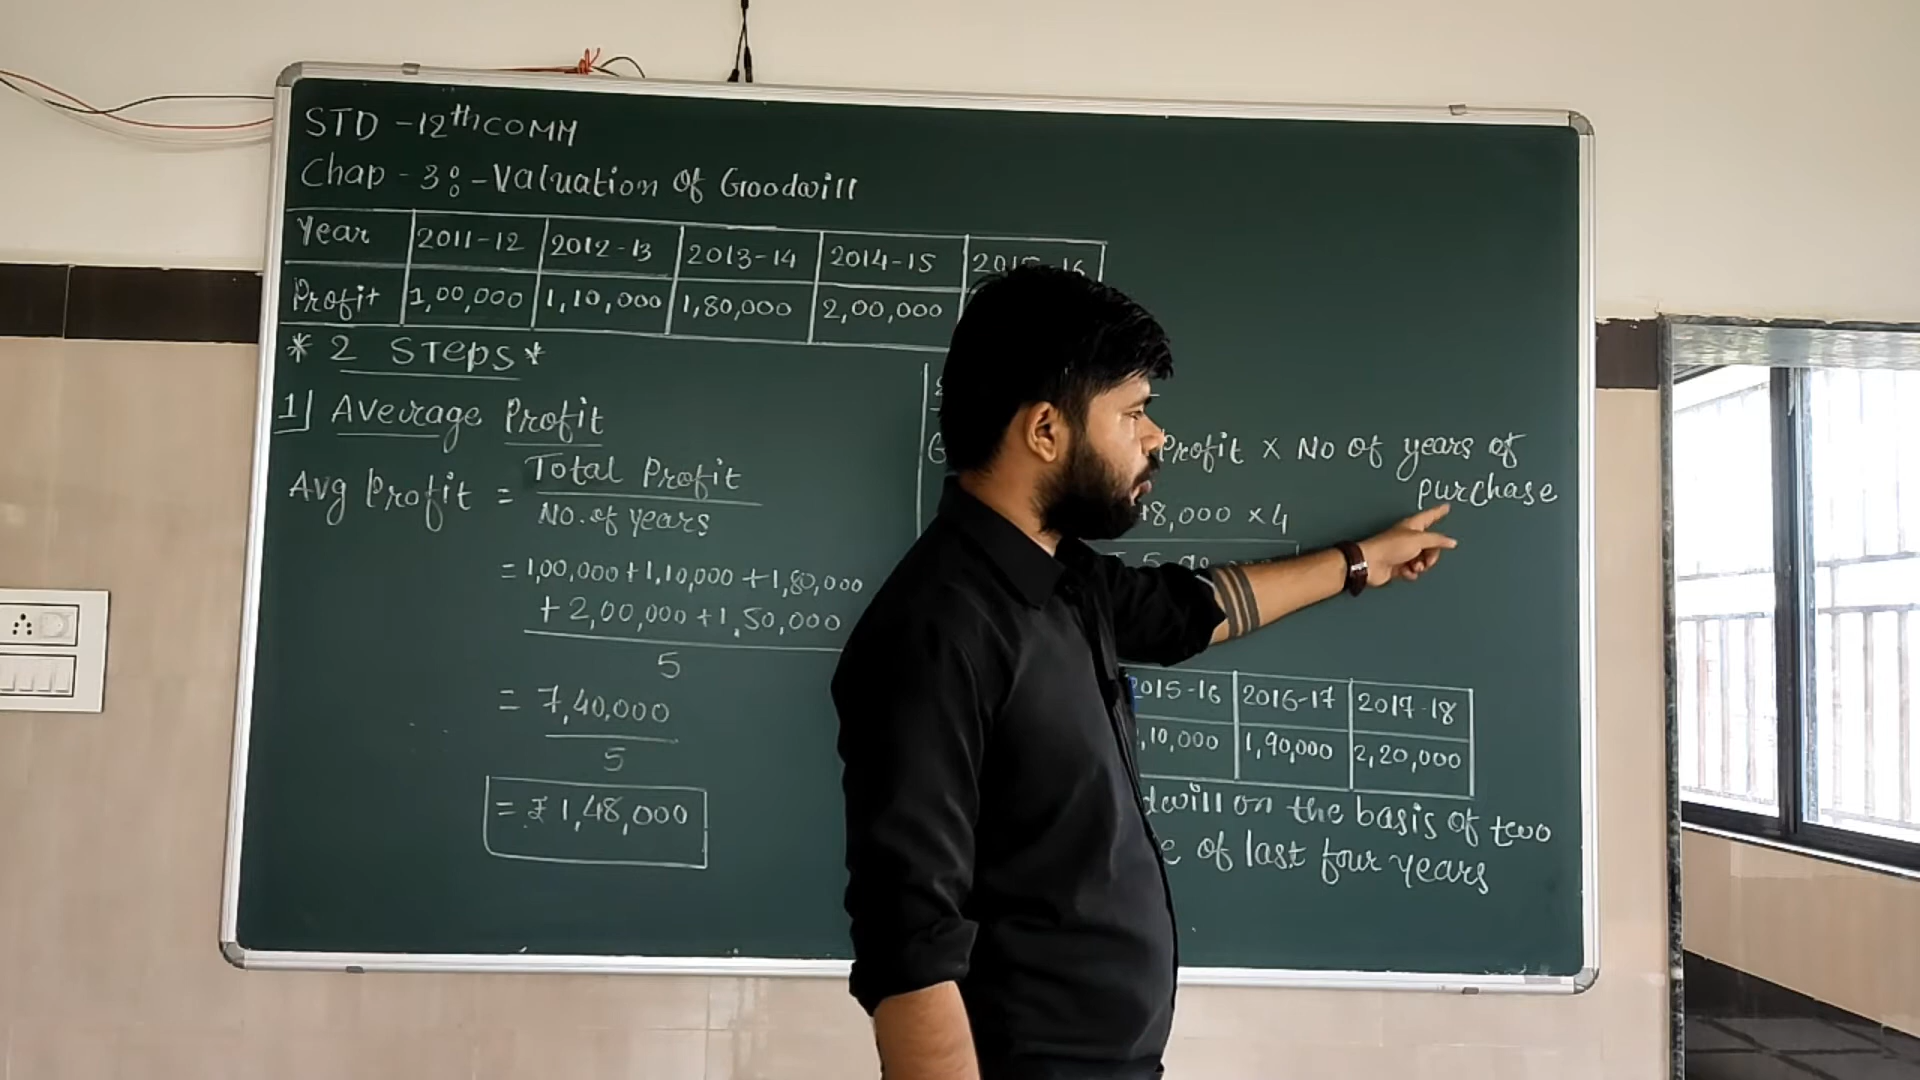 STD - 12th COMM
Chap - 3 :- Valuation Of Goodwill
Year 2011-12 2012-13 2013-14 2014-15
Profit 1,00,000 1,10,000 1,80,000 2,00,000
* 2 STEPS *
1] Average Profit
Avg Profit = Total Profit
No. of years
= 1,00,000 + 1,10,000 + 1,80,000
+ 2,00,000 + 1,50,000
5
= 7,40,000
5
= ₹ 1,48,000
Profit × No of years of
purchase
48,000 × 4
2015-16 2016-17 2017-18
,10,000 1,90,000 2,20,000
dwill on the basis of two
e of last four years